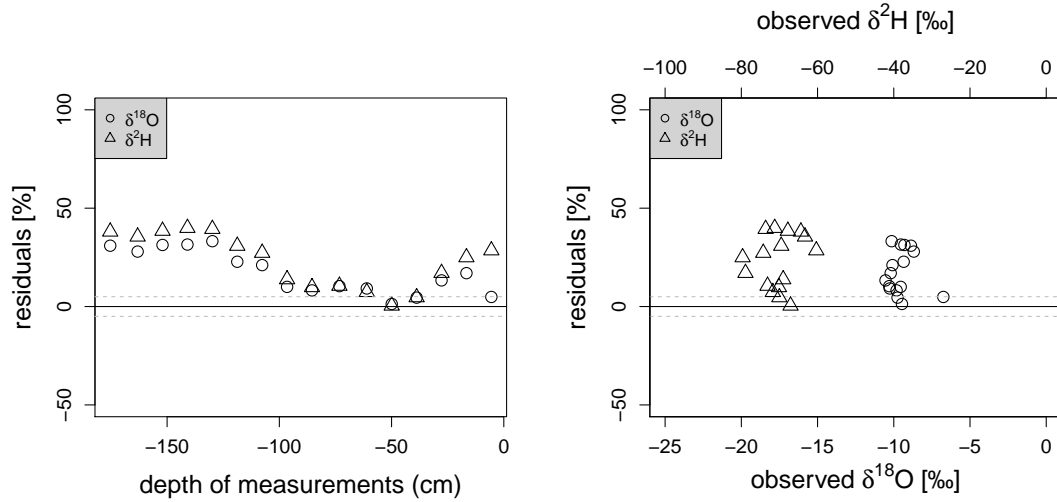 100
50
0
−50
residuals [%]
δ¹⁸O
δ²H
−150 −100 −50 0
depth of measurements (cm)
observed δ²H [‰]
−100 −80 −60 −40 −20 0
100
50
0
−50
residuals [%]
δ¹⁸O
δ²H
−25 −20 −15 −10 −5 0
observed δ¹⁸O [‰]